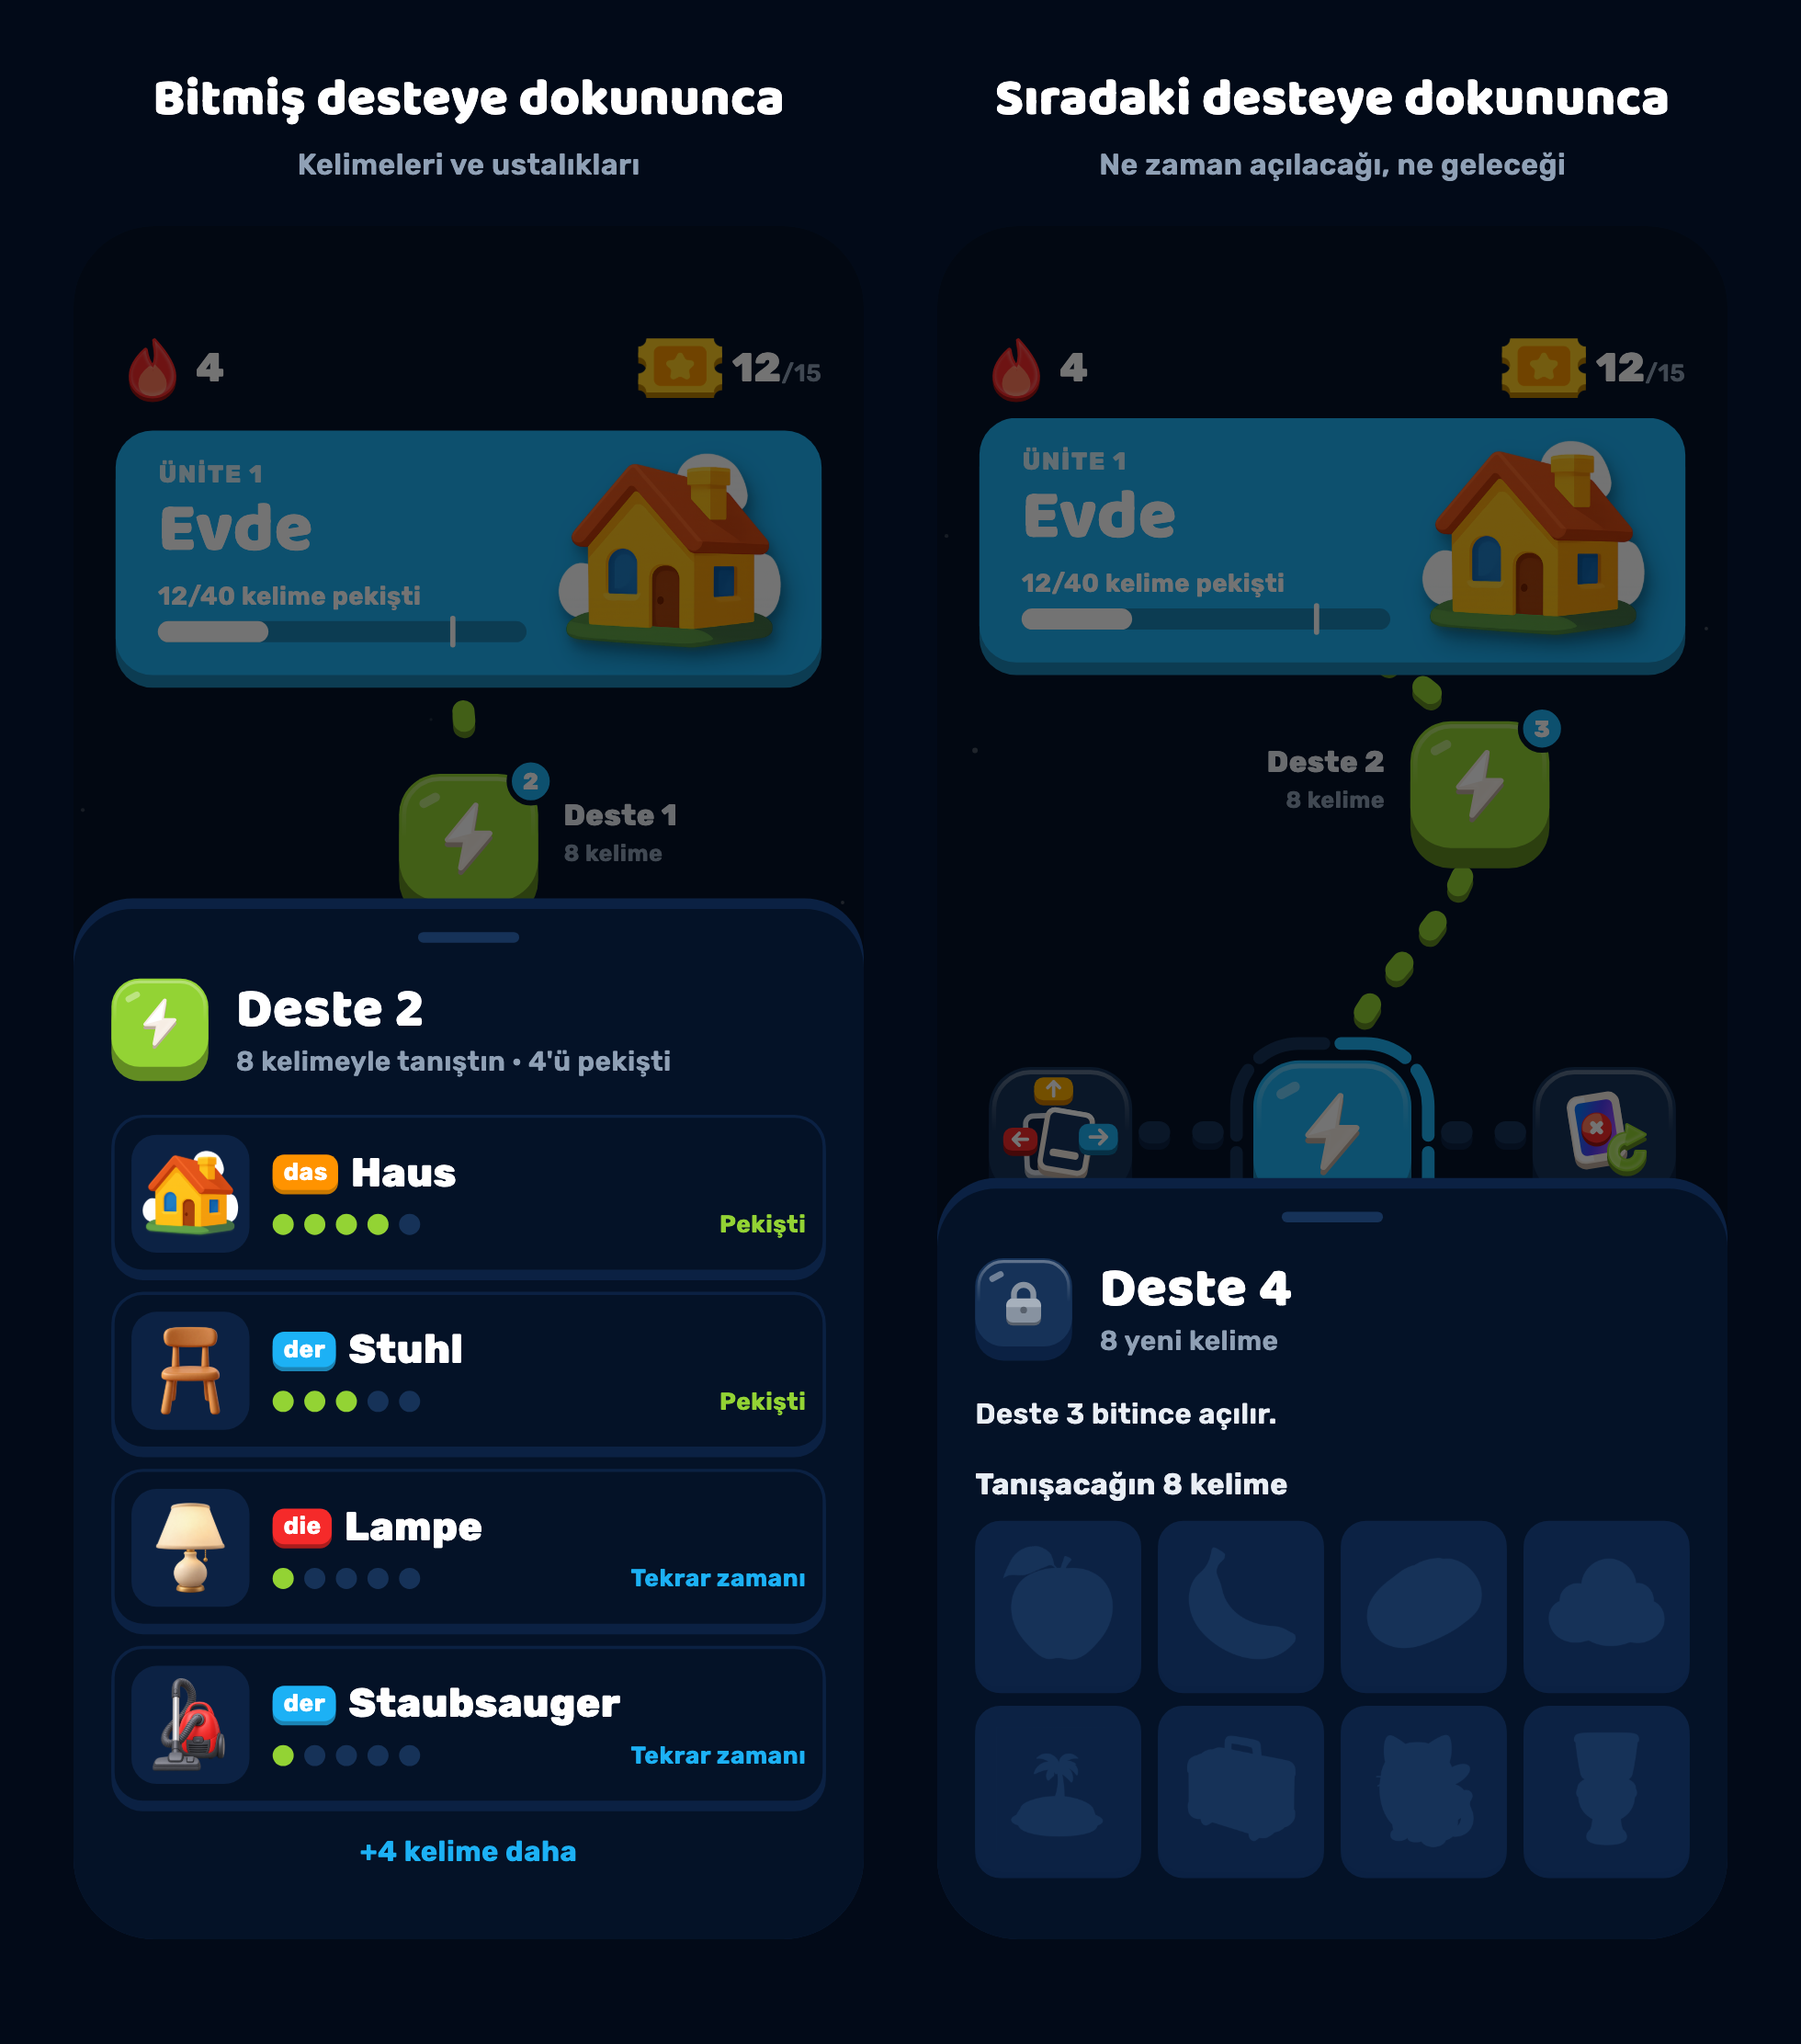 Bitmiş desteye dokununca
Kelimeleri ve ustalıkları
4
12/15
ÜNİTE 1
Evde
12/40 kelime pekişti
2
Deste 1
8 kelime
Deste 2
8 kelimeyle tanıştın • 4'ü pekişti
das Haus
Pekişti
der Stuhl
Pekişti
die Lampe
Tekrar zamanı
der Staubsauger
Tekrar zamanı
+4 kelime daha
Sıradaki desteye dokununca
Ne zaman açılacağı, ne geleceği
4
12/15
ÜNİTE 1
Evde
12/40 kelime pekişti
3
Deste 2
8 kelime
Deste 4
8 yeni kelime
Deste 3 bitince açılır.
Tanışacağın 8 kelime